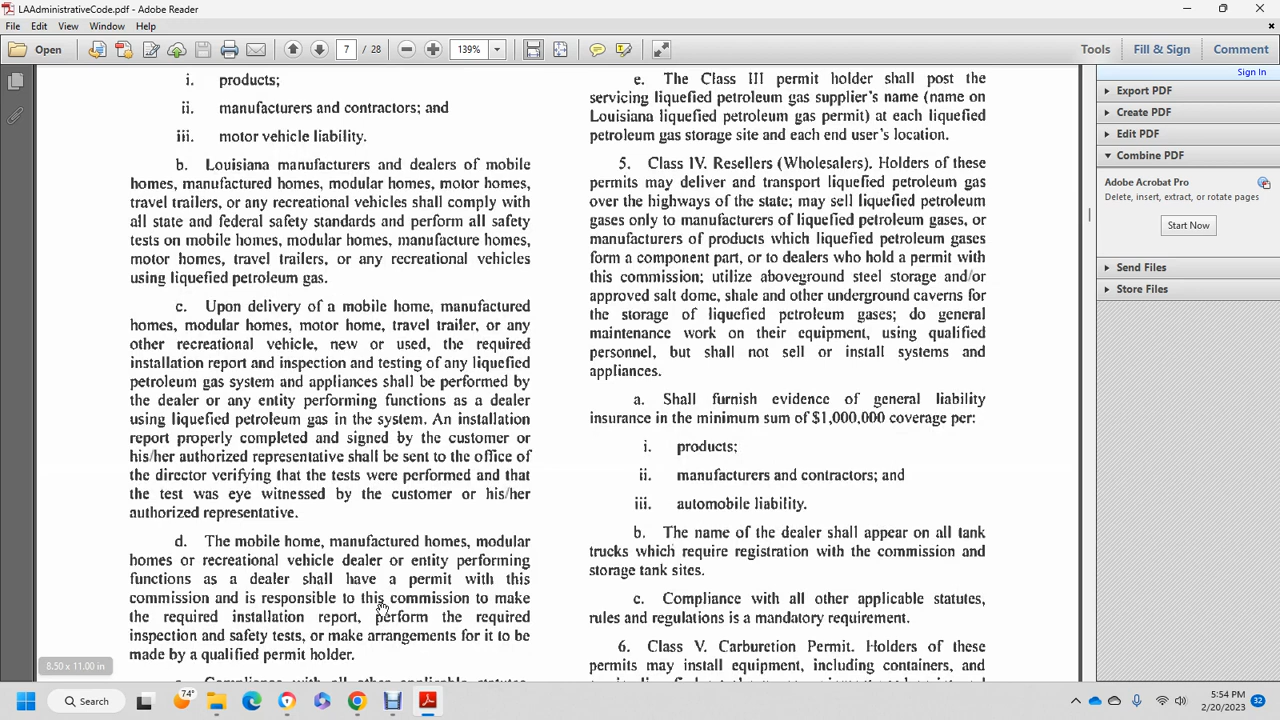 LAAdministrativeCode.pdf - Adobe Reader
File Edit View Window Help
Open 7 / 28 139% Tools Fill & Sign Comment
Sign In
i. products;
ii. manufacturers and contractors; and
iii. motor vehicle liability.
b. Louisiana manufacturers and dealers of mobile
homes, manufactured homes, modular homes, motor homes,
travel trailers, or any recreational vehicles shall comply with
all state and federal safety standards and perform all safety
tests on mobile homes, modular homes, manufacture homes,
motor homes, travel trailers, or any recreational vehicles
using liquefied petroleum gas.
c. Upon delivery of a mobile home, manufactured
homes, modular homes, motor home, travel trailer, or any
other recreational vehicle, new or used, the required
installation report and inspection and testing of any liquefied
petroleum gas system and appliances shall be performed by
the dealer or any entity performing functions as a dealer
using liquefied petroleum gas in the system. An installation
report properly completed and signed by the customer or
his/her authorized representative shall be sent to the office of
the director verifying that the tests were performed and that
the test was eye witnessed by the customer or his/her
authorized representative.
d. The mobile home, manufactured homes, modular
homes or recreational vehicle dealer or entity performing
functions as a dealer shall have a permit with this
commission and is responsible to this commission to make
the required installation report, perform the required
inspection and safety tests, or make arrangements for it to be
made by a qualified permit holder.
e. The Class III permit holder shall post the
servicing liquefied petroleum gas supplier's name (name on
Louisiana liquefied petroleum gas permit) at each liquefied
petroleum gas storage site and each end user's location.
5. Class IV. Resellers (Wholesalers). Holders of these
permits may deliver and transport liquefied petroleum gas
over the highways of the state; may sell liquefied petroleum
gases only to manufacturers of liquefied petroleum gases, or
manufacturers of products which liquefied petroleum gases
form a component part, or to dealers who hold a permit with
this commission; utilize aboveground steel storage and/or
approved salt dome, shale and other underground caverns for
the storage of liquefied petroleum gases; do general
maintenance work on their equipment, using qualified
personnel, but shall not sell or install systems and
appliances.
a. Shall furnish evidence of general liability
insurance in the minimum sum of $1,000,000 coverage per:
i. products;
ii. manufacturers and contractors; and
iii. automobile liability.
b. The name of the dealer shall appear on all tank
trucks which require registration with the commission and
storage tank sites.
c. Compliance with all other applicable statutes,
rules and regulations is a mandatory requirement.
6. Class V. Carburetion Permit. Holders of these
permits may install equipment, including containers, and
Export PDF
Create PDF
Edit PDF
Combine PDF
Adobe Acrobat Pro
Delete, insert, extract, or rotate pages
Start Now
Send Files
Store Files
8.50 x 11.00 in
Search
74°
5:54 PM
2/20/2023
32